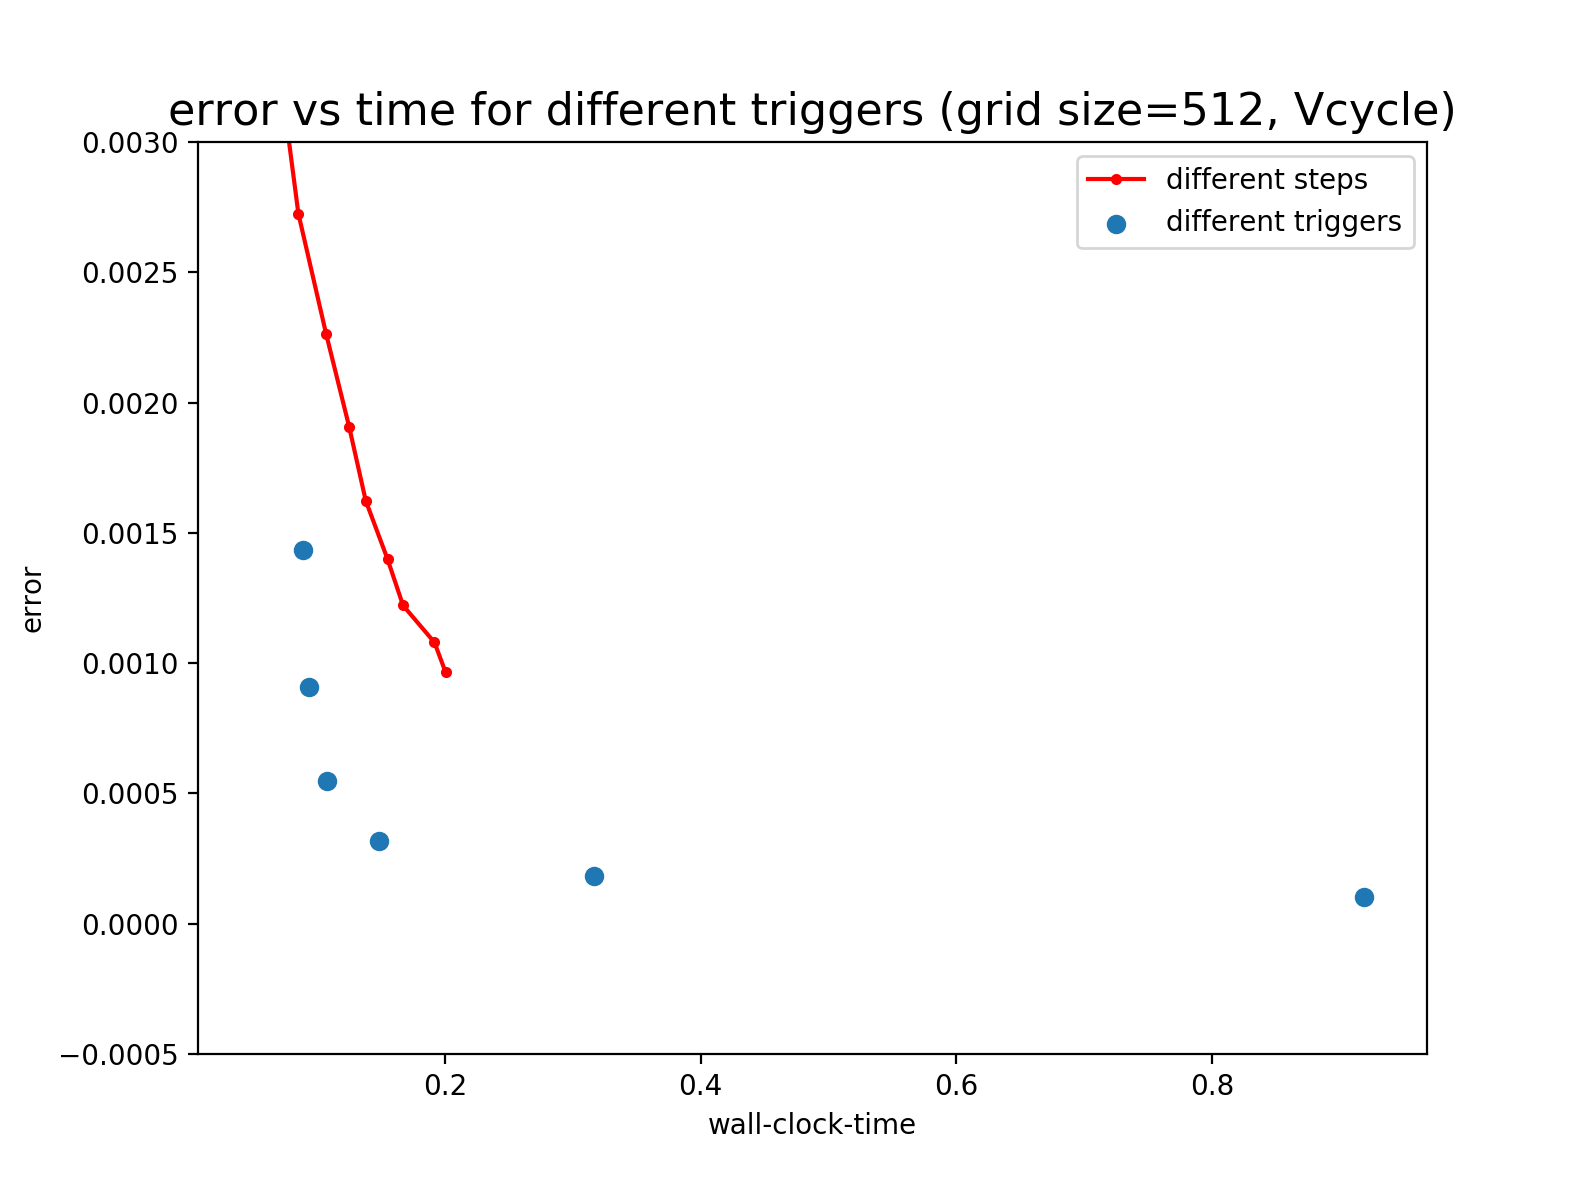 error vs time for different triggers (grid size=512, Vcycle)
0.0030
different steps
different triggers
0.0025
0.0020
0.0015
error
0.0010
0.0005
0.0000
−0.0005
0.2 0.4 0.6 0.8
wall-clock-time